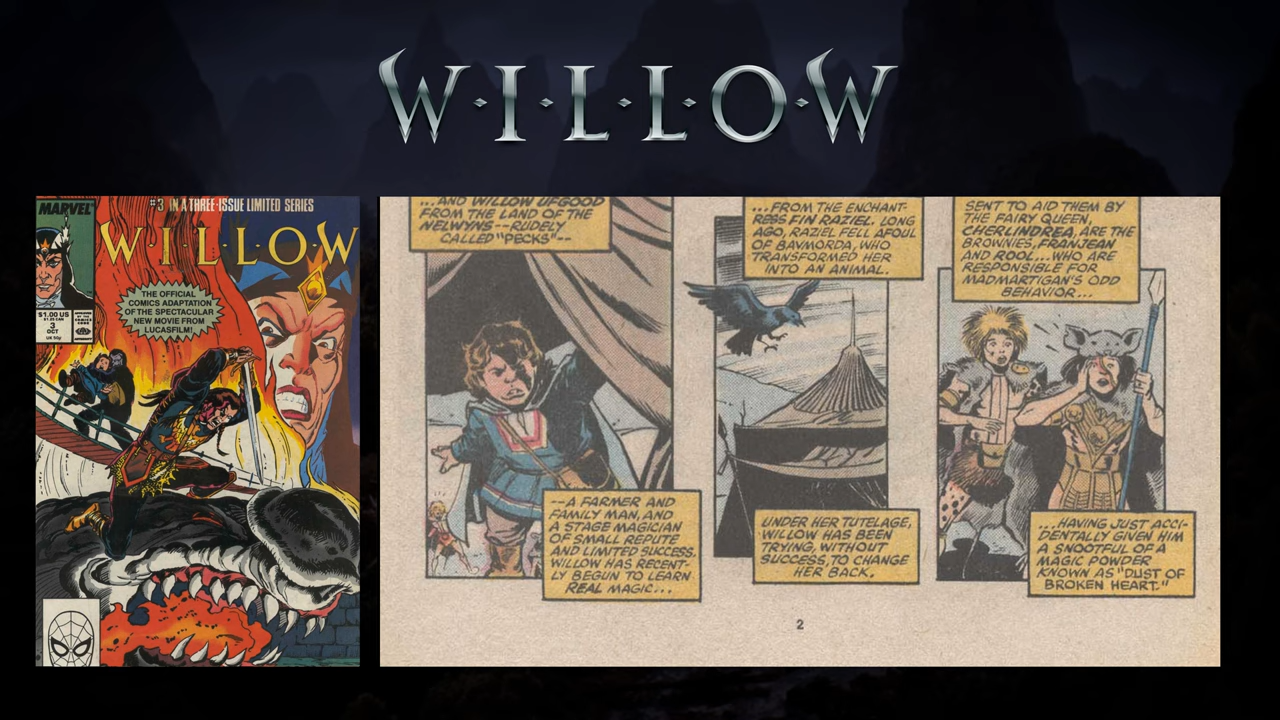 W·I·L·L·O·W
MARVEL
#3 IN A THREE-ISSUE LIMITED SERIES
W·I·L·L·O·W
THE OFFICIAL
COMICS ADAPTATION
OF THE SPECTACULAR
NEW MOVIE FROM
LUCASFILM!
$1.00 US
$1.25 CAN
3
OCT
UK 50p
...AND WILLOW UFGOOD
FROM THE LAND OF THE
NELWYNS--RUDELY
CALLED "PECKS"--
--A FARMER AND
FAMILY MAN, AND
A STAGE MAGICIAN
OF SMALL REPUTE
AND LIMITED SUCCESS,
WILLOW HAS RECENT-
LY BEGUN TO LEARN
REAL MAGIC...
...FROM THE ENCHANT-
RESS FIN RAZIEL. LONG
AGO, RAZIEL FELL AFOUL
OF BAVMORDA, WHO
TRANSFORMED HER
INTO AN ANIMAL.
UNDER HER TUTELAGE,
WILLOW HAS BEEN
TRYING, WITHOUT
SUCCESS, TO CHANGE
HER BACK,
SENT TO AID THEM BY
THE FAIRY QUEEN,
CHERLINDREA, ARE THE
BROWNIES, FRANJEAN
AND ROOL...WHO ARE
RESPONSIBLE FOR
MADMARTIGAN'S ODD
BEHAVIOR...
...HAVING JUST ACCI-
DENTALLY GIVEN HIM
A SNOOTFUL OF A
MAGIC POWDER
KNOWN AS "DUST OF
BROKEN HEART."
2